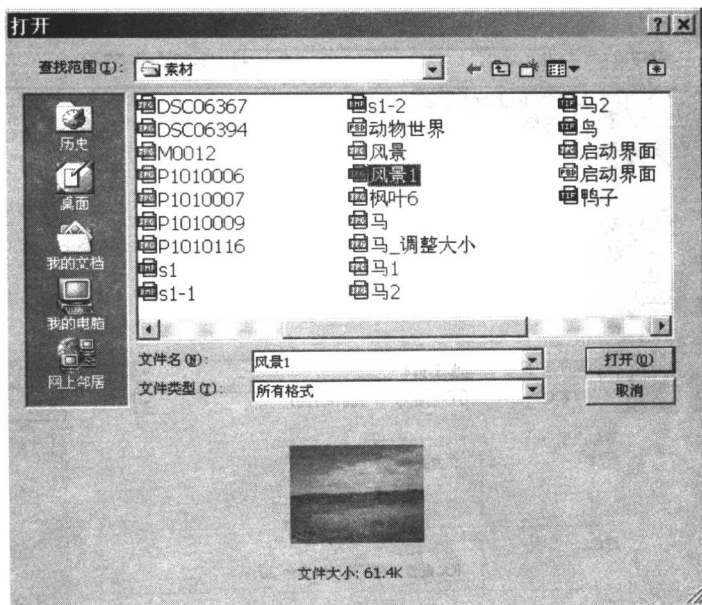 打开
查找范围(I):
素材
历史
桌面
我的文档
我的电脑
网上邻居
DSC06367
DSC06394
M0012
P1010006
P1010007
P1010009
P1010116
s1
s1-1
s1-2
动物世界
风景
风景1
枫叶6
马
马_调整大小
马1
马2
马2
鸟
启动界面
启动界面
鸭子
文件名(N):
风景1
打开(O)
文件类型(T):
所有格式
取消
文件大小: 61.4K